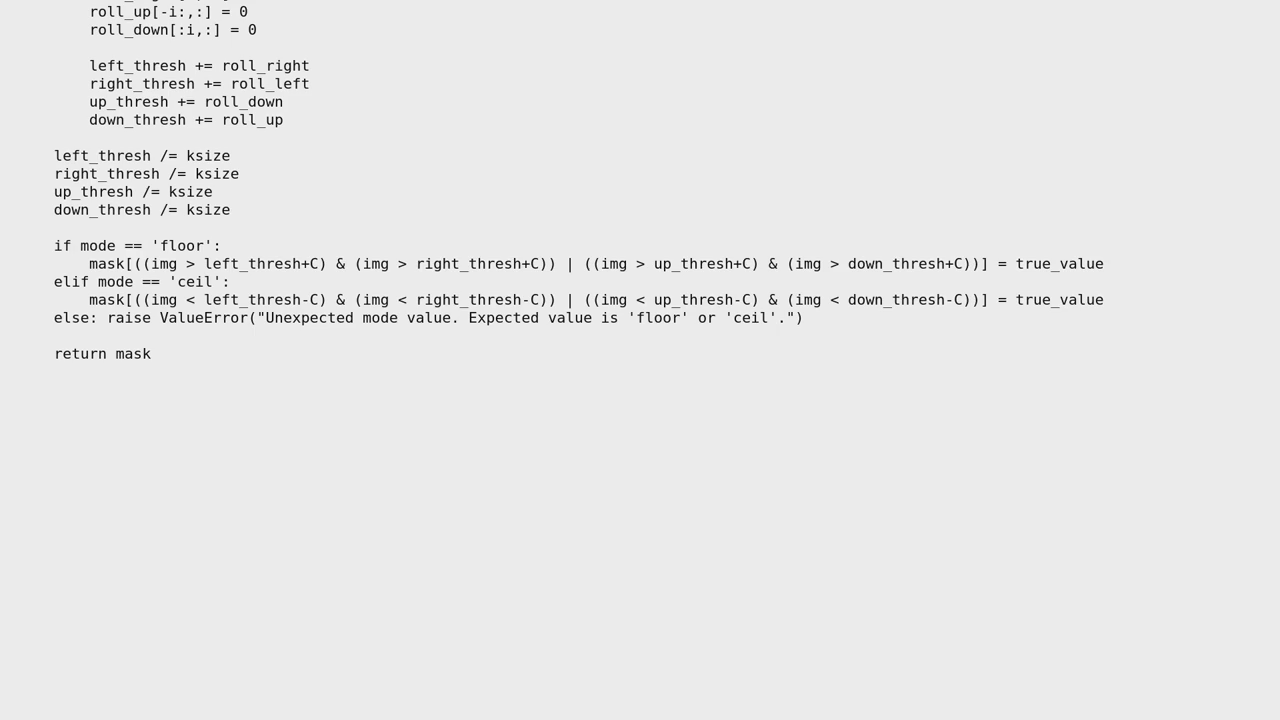 roll_up[-i:,:] = 0
roll_down[:i,:] = 0
left_thresh += roll_right
right_thresh += roll_left
up_thresh += roll_down
down_thresh += roll_up
left_thresh /= ksize
right_thresh /= ksize
up_thresh /= ksize
down_thresh /= ksize
if mode == 'floor':
mask[((img > left_thresh+C) & (img > right_thresh+C)) | ((img > up_thresh+C) & (img > down_thresh+C))] = true_value
elif mode == 'ceil':
mask[((img < left_thresh-C) & (img < right_thresh-C)) | ((img < up_thresh-C) & (img < down_thresh-C))] = true_value
else: raise ValueError("Unexpected mode value. Expected value is 'floor' or 'ceil'.")
return mask